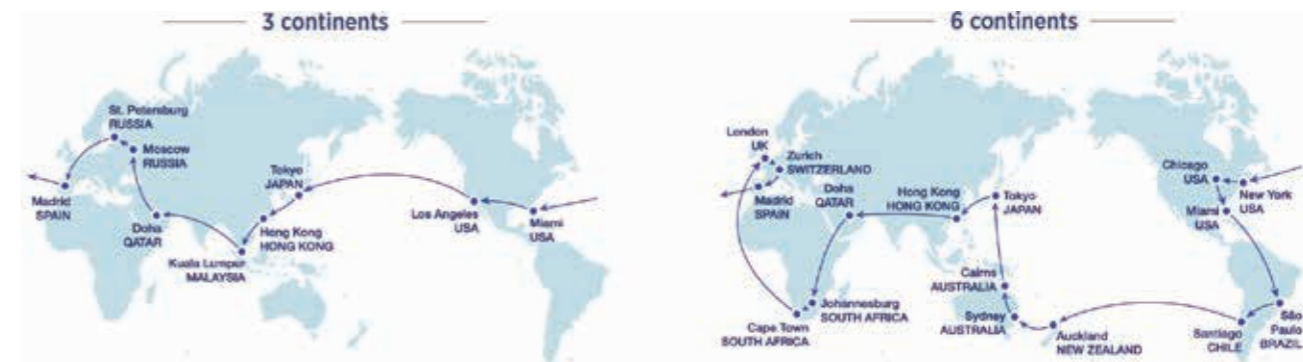 3 continents
St. Petersburg
RUSSIA
Moscow
RUSSIA
Tokyo
JAPAN
Madrid
SPAIN
Doha
QATAR
Hong Kong
HONG KONG
Kuala Lumpur
MALAYSIA
Los Angeles
USA
Miami
USA
6 continents
London
UK
Zurich
SWITZERLAND
Madrid
SPAIN
Doha
QATAR
Hong Kong
HONG KONG
Tokyo
JAPAN
Chicago
USA
New York
USA
Miami
USA
Cairns
AUSTRALIA
Johannesburg
SOUTH AFRICA
Cape Town
SOUTH AFRICA
Sydney
AUSTRALIA
Auckland
NEW ZEALAND
Santiago
CHILE
São
Paulo
BRAZIL